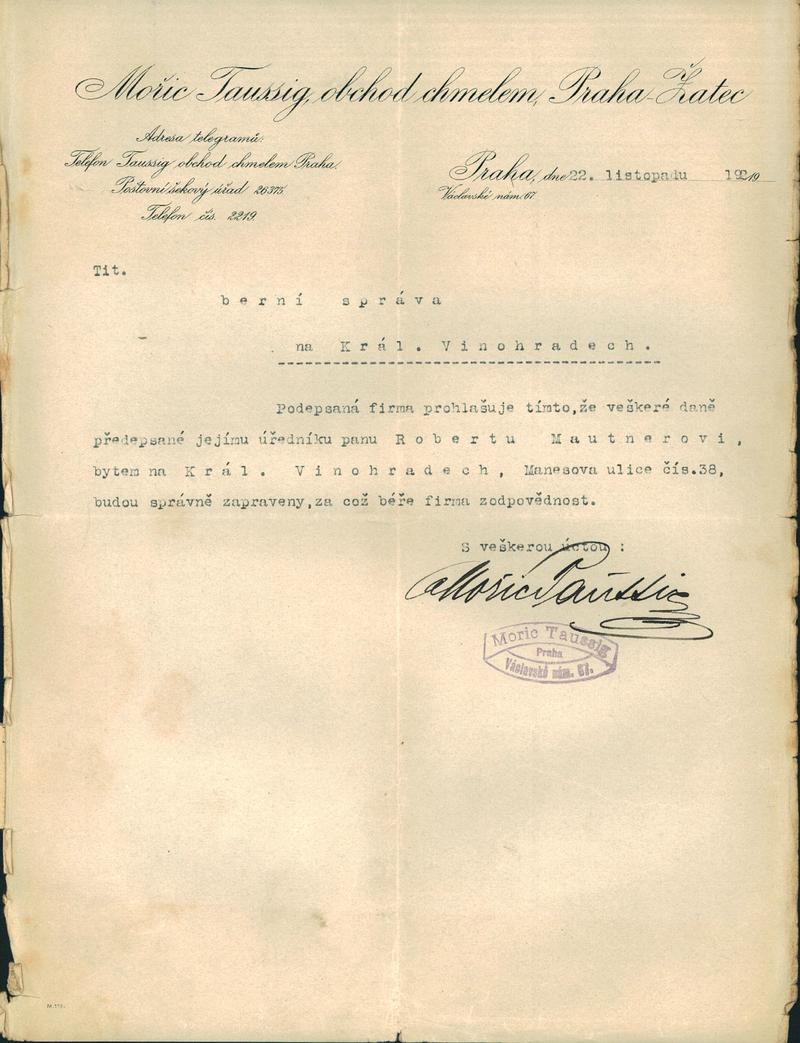 Mořic Taussig, obchod chmelem, Praha-Žatec
Adresa telegramů:
Telefon Taussig obchod chmelem Praha.
Poštovní šekový úřad 26375
Telefon čís. 2219.
Praha, dne 22. listopadu
Václavské nám. 67.
Tit.
berní správa
na Král. Vinohradech.
Podepsaná firma prohlašuje tímto,že veškeré daně
předepsané jejímu úředníku panu Robertu Mautnerovi,
bytem na Král. Vinohradech, Manesova ulice čís.38,
budou správně zapraveny,za což béře firma zodpovědnost.
S veškerou úctou :
Mořic Taussig
Moric Taussig
Praha
Václavské nám. 67.